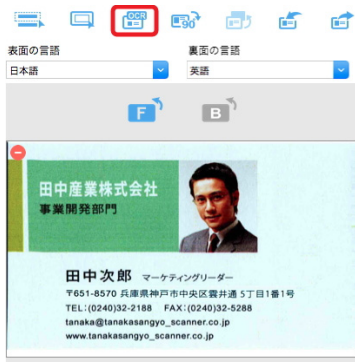 OCR
90°
表面の言語
裏面の言語
日本語
英語
F
B
田中産業株式会社
事業開発部門
田中次郎 マーケティングリーダー
〒651-8570 兵庫県神戸市中央区雲井通 5丁目1番1号
TEL:(0240)32-2188 FAX:(0240)32-5288
tanaka@tanakasangyo_scanner.co.jp
www.tanakasangyo_scanner.co.jp